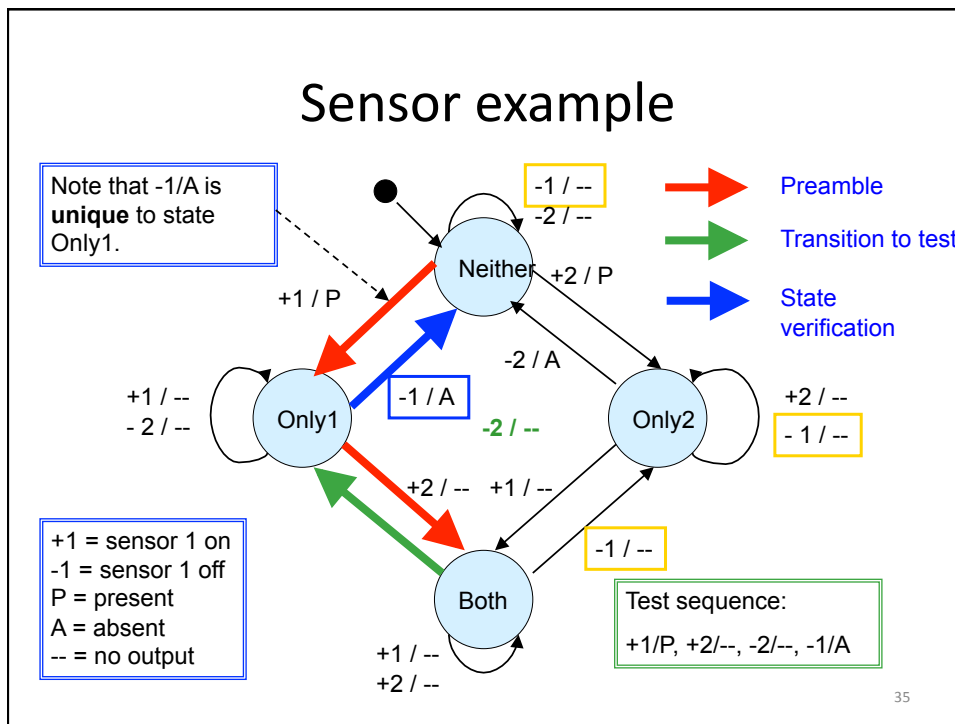 Sensor example
Note that -1/A is
unique to state
Only1.
-1 / --
-2 / --
Preamble
Transition to test
State
verification
Neither
+1 / P
+2 / P
-2 / A
-1 / A
+1 / --
- 2 / --
Only1
-2 / --
Only2
+2 / --
- 1 / --
+2 / --
+1 / --
-1 / --
+1 = sensor 1 on
-1 = sensor 1 off
P = present
A = absent
-- = no output
Both
+1 / --
+2 / --
Test sequence:
+1/P, +2/--, -2/--, -1/A
35